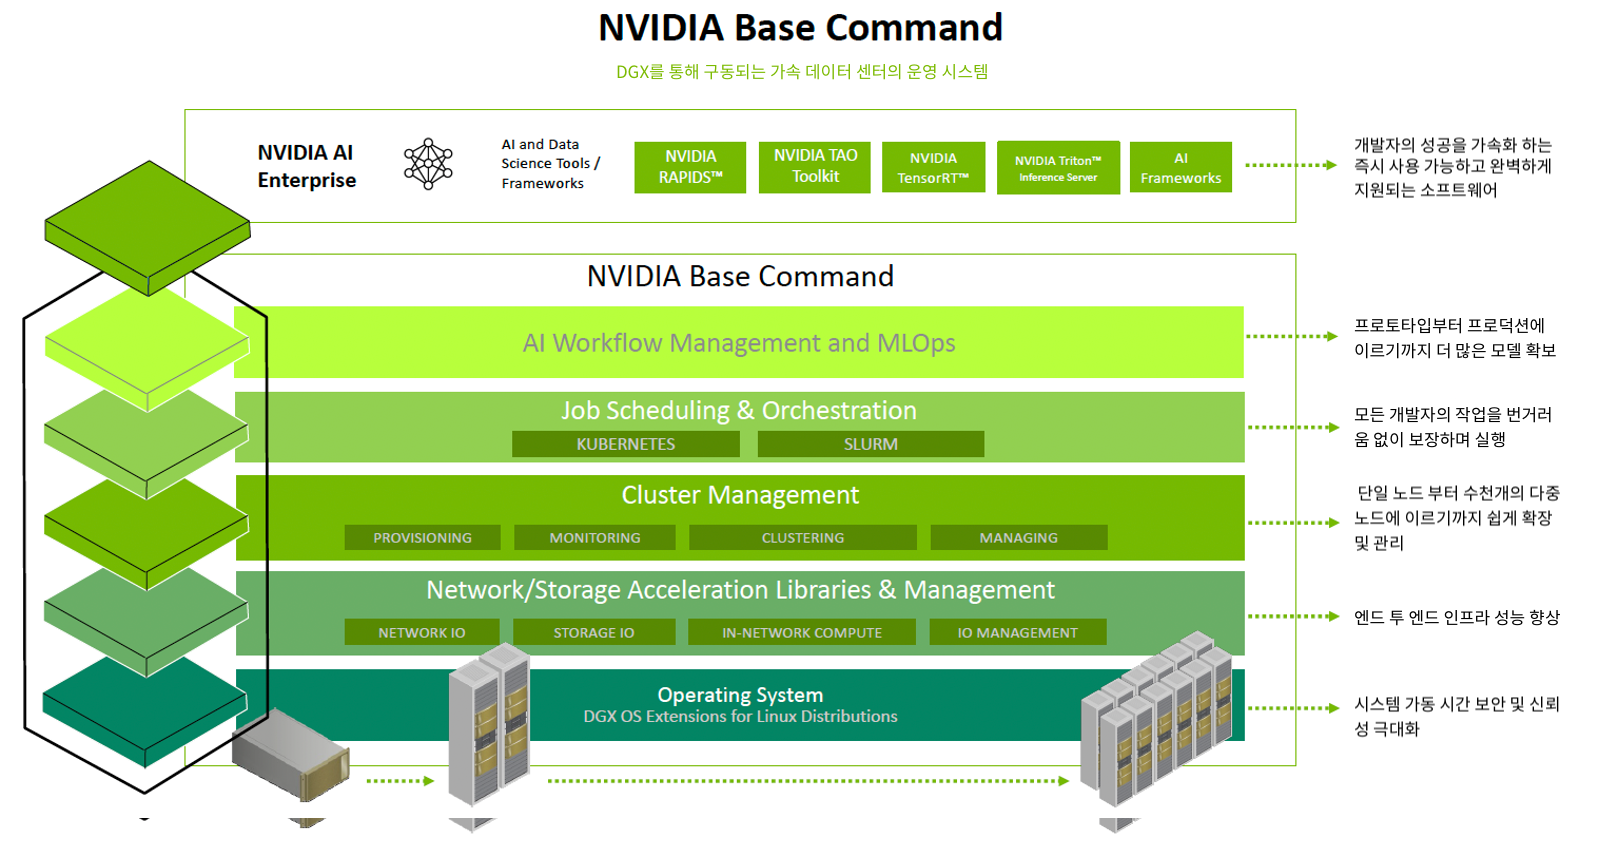 NVIDIA Base Command
DGX를 통해 구동되는 가속 데이터 센터의 운영 시스템
NVIDIA AI
Enterprise
AI and Data
Science Tools /
Frameworks
NVIDIA
RAPIDS™
NVIDIA TAO
Toolkit
NVIDIA
TensorRT™
NVIDIA Triton™
Inference Server
AI
Frameworks
개발자의 성공을 가속화 하는
즉시 사용 가능하고 완벽하게
지원되는 소프트웨어
NVIDIA Base Command
AI Workflow Management and MLOps
프로토타입부터 프로덕션에
이르기까지 더 많은 모델 확보
Job Scheduling & Orchestration
KUBERNETES
SLURM
모든 개발자의 작업을 번거러
움 없이 보장하며 실행
Cluster Management
PROVISIONING
MONITORING
CLUSTERING
MANAGING
단일 노드 부터 수천개의 다중
노드에 이르기까지 쉽게 확장
및 관리
Network/Storage Acceleration Libraries & Management
NETWORK IO
STORAGE IO
IN-NETWORK COMPUTE
IO MANAGEMENT
엔드 투 엔드 인프라 성능 향상
Operating System
DGX OS Extensions for Linux Distributions
시스템 가동 시간 보안 및 신뢰
성 극대화